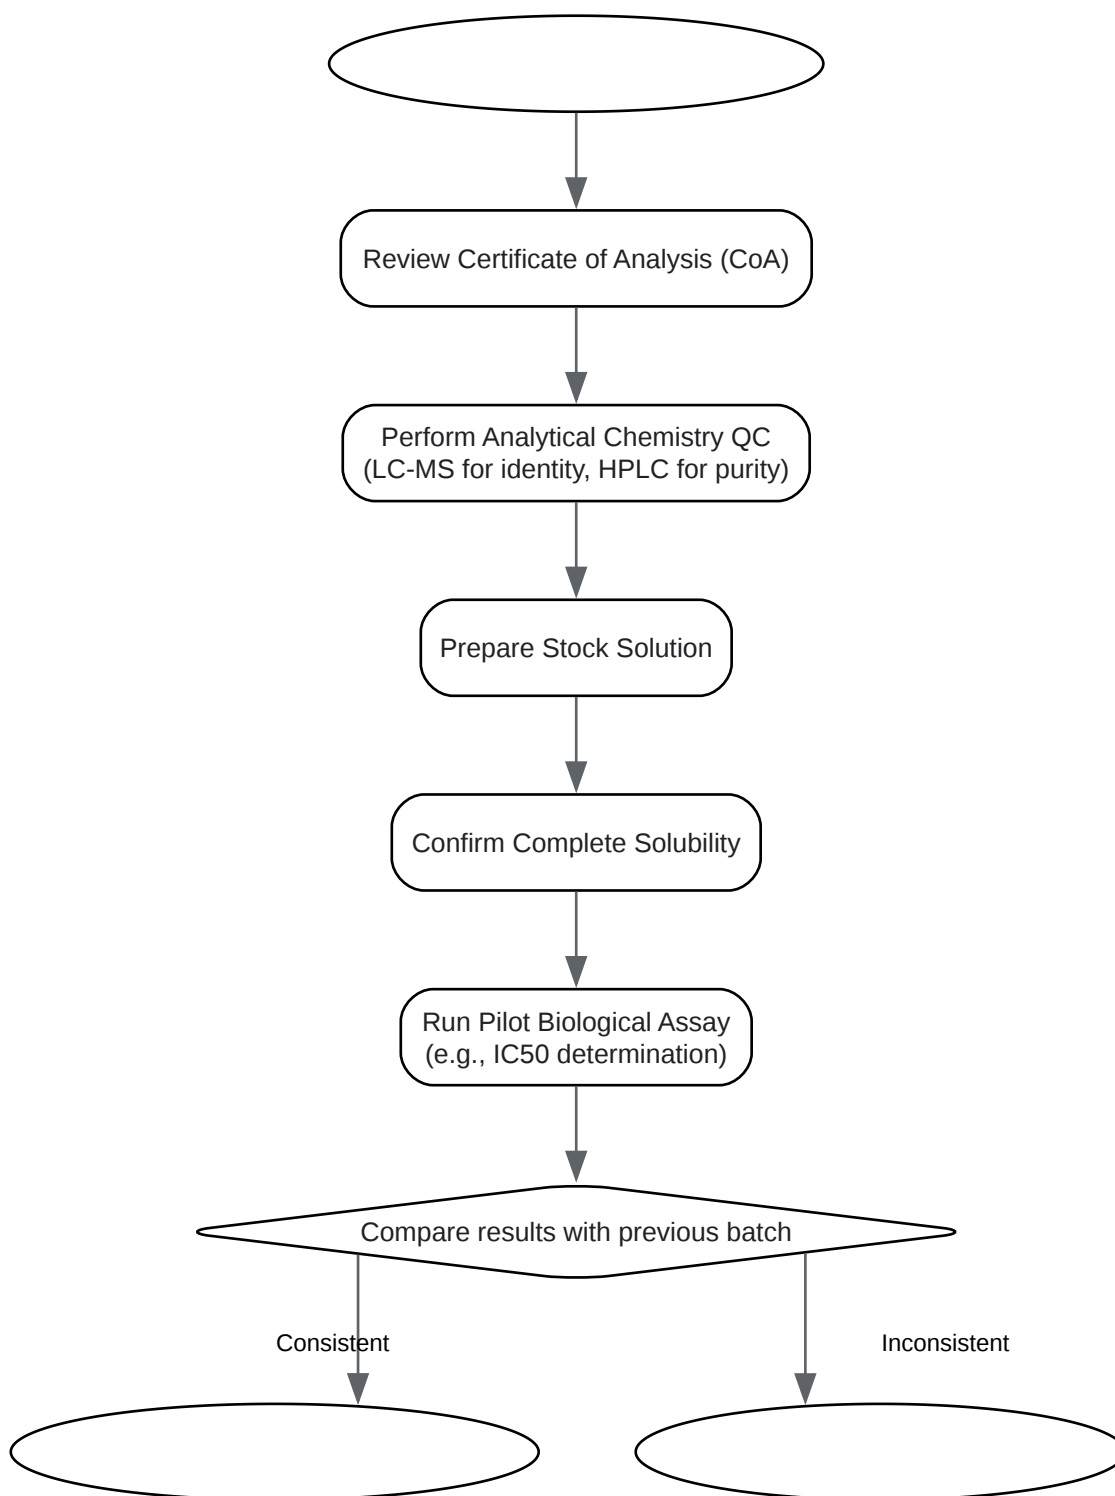 Review Certificate of Analysis (CoA)
Perform Analytical Chemistry QC
(LC-MS for identity, HPLC for purity)
Prepare Stock Solution
Confirm Complete Solubility
Run Pilot Biological Assay
(e.g., IC50 determination)
Compare results with previous batch
Consistent
Inconsistent